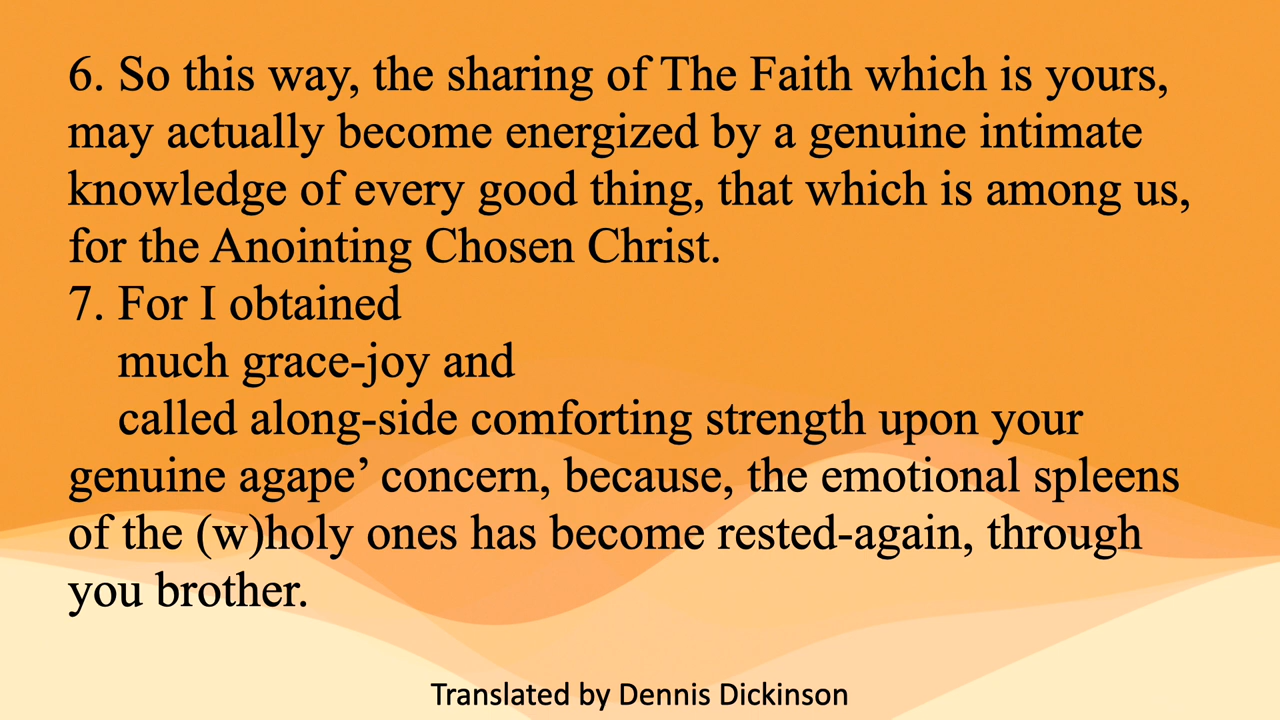 6. So this way, the sharing of The Faith which is yours,
may actually become energized by a genuine intimate
knowledge of every good thing, that which is among us,
for the Anointing Chosen Christ.
7. For I obtained
much grace-joy and
called along-side comforting strength upon your
genuine agape’ concern, because, the emotional spleens
of the (w)holy ones has become rested-again, through
you brother.
Translated by Dennis Dickinson